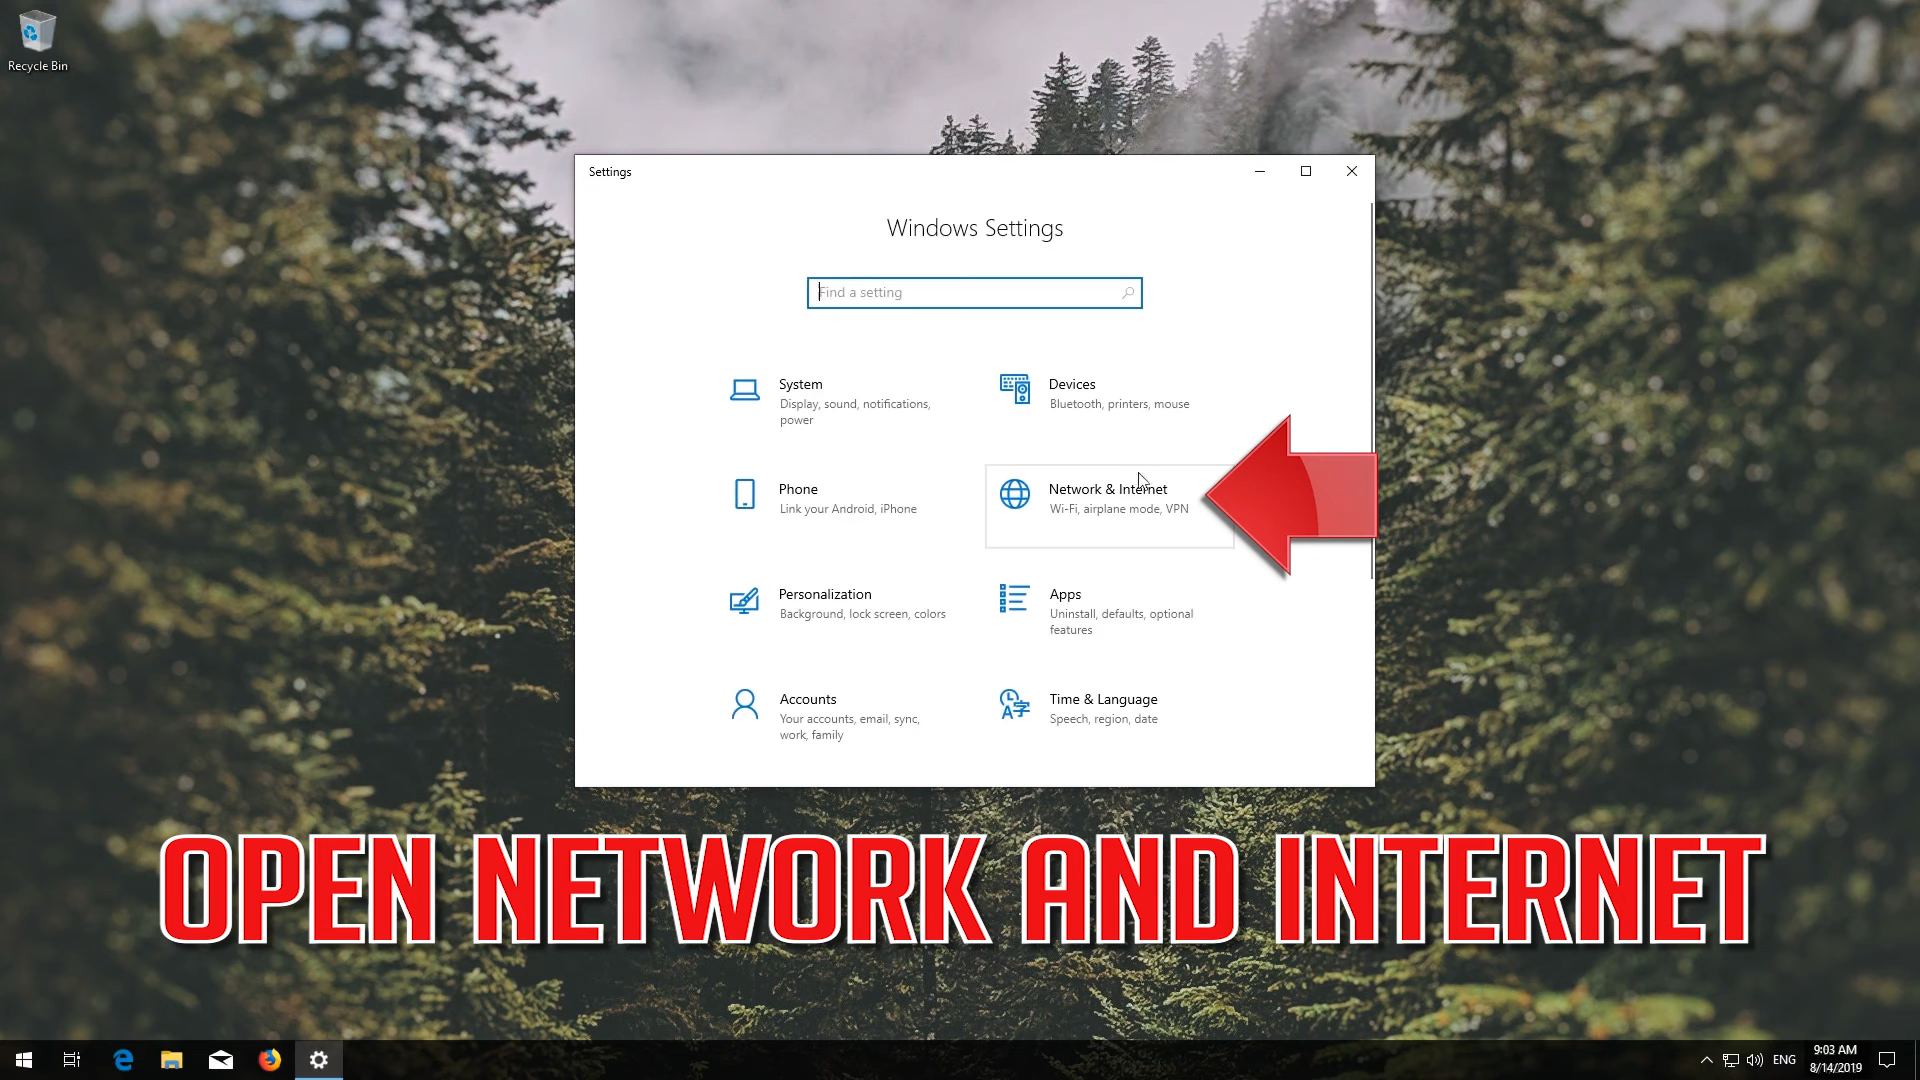 Recycle Bin
Settings
Windows Settings
Find a setting
System
Display, sound, notifications,
power
Devices
Bluetooth, printers, mouse
Phone
Link your Android, iPhone
Network & Internet
Wi-Fi, airplane mode, VPN
Personalization
Background, lock screen, colors
Apps
Uninstall, defaults, optional
features
Accounts
Your accounts, email, sync,
work, family
Time & Language
Speech, region, date
OPEN NETWORK AND INTERNET
ENG
9:03 AM
8/14/2019